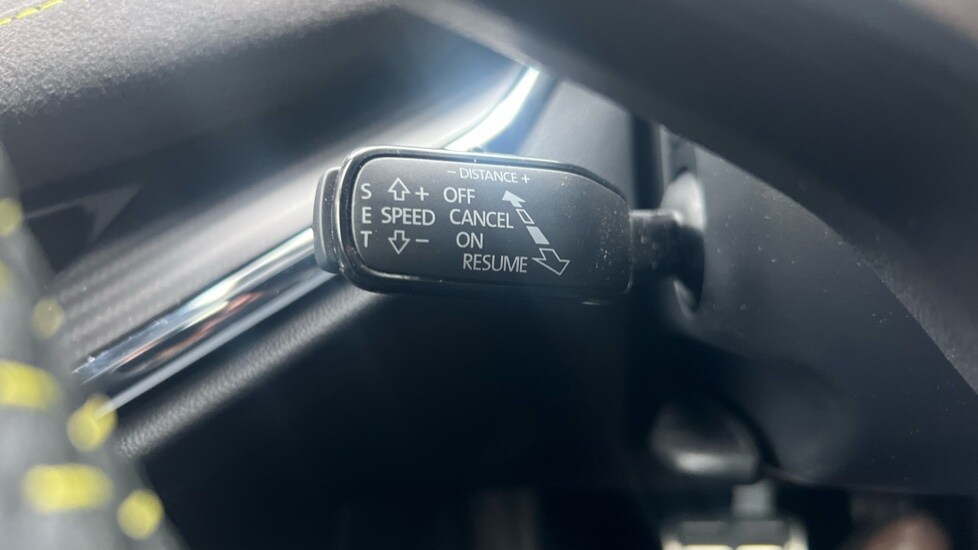 - DISTANCE +
S + OFF
E SPEED CANCEL
T - ON
RESUME